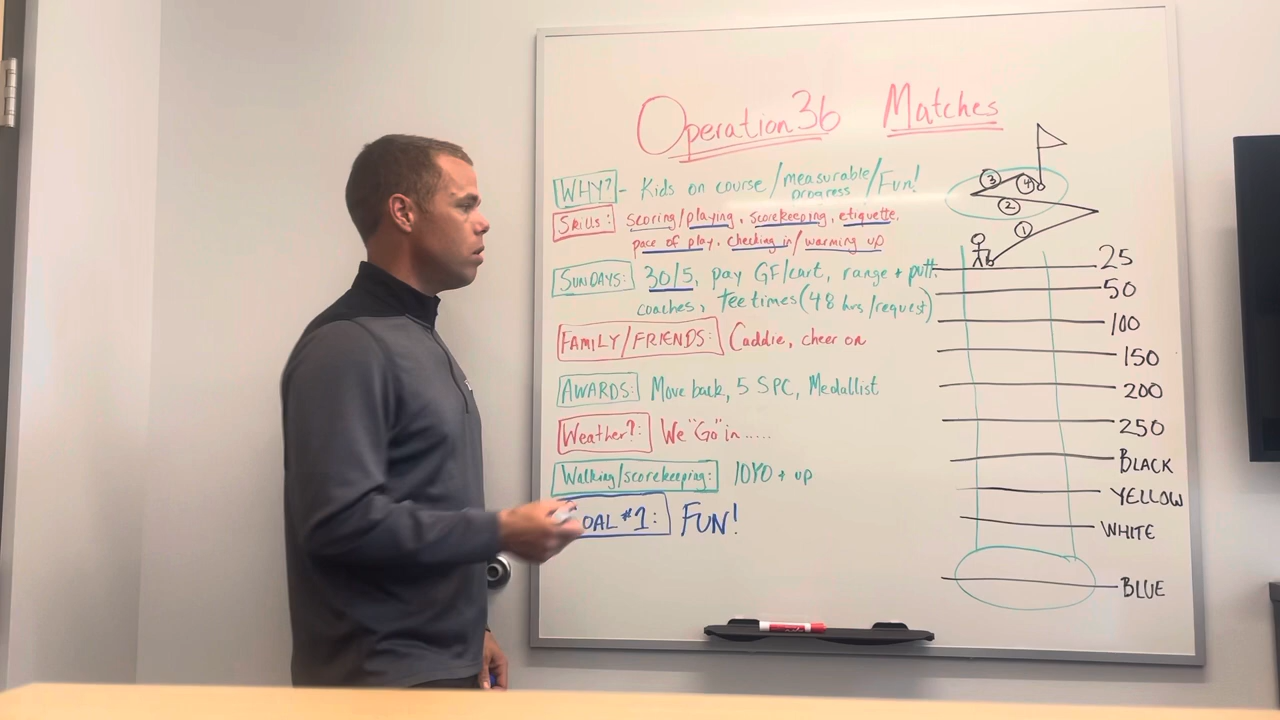 Operation 36 Matches
WHY? - Kids on course/measurable progress/Fun!
Skills: scoring/playing, scorekeeping, etiquette,
pace of play, checking in/warming up
SUNDAYS: 30/5, pay GF/cart, range + putt.
coaches, tee times (48 hrs/request)
FAMILY/FRIENDS: Caddie, cheer on
AWARDS: Move back, 5 SPC, Medallist
Weather?: We "Go" in.....
Walking/scorekeeping: 10YO + up
OAL #1: FUN!
3
4
2
1
25
50
100
150
200
250
BLACK
YELLOW
WHITE
BLUE